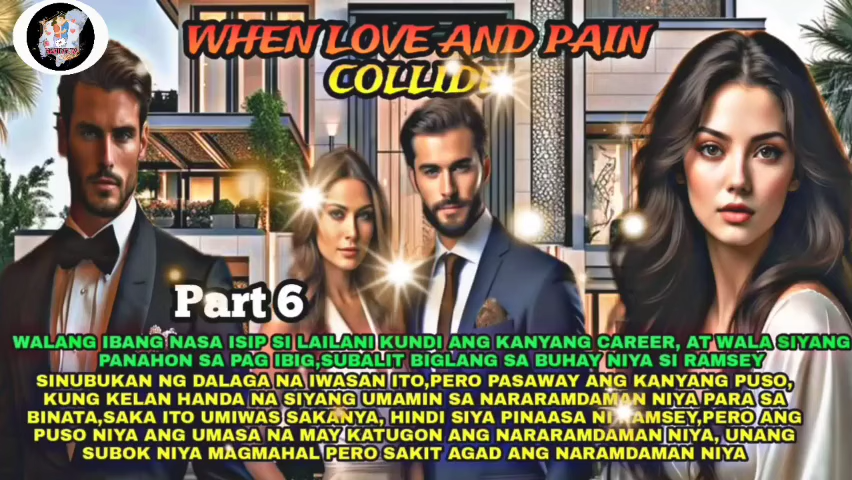 WHEN LOVE AND PAIN
COLLIDE
Part 6
WALANG IBANG NASA ISIP SI LAILANI KUNDI ANG KANYANG CAREER, AT WALA SIYANG
PANAHON SA PAG IBIG,SUBALIT BIGLANG SA BUHAY NIYA SI RAMSEY
SINUBUKAN NG DALAGA NA IWASAN ITO,PERO PASAWAY ANG KANYANG PUSO,
KUNG KELAN HANDA NA SIYANG UMAMIN SA NARARAMDAMAN NIYA PARA SA
BINATA,SAKA ITO UMIWAS SAKANYA, HINDI SIYA PINAASA NI RAMSEY,PERO ANG
PUSO NIYA ANG UMASA NA MAY KATUGON ANG NARARAMDAMAN NIYA, UNANG
SUBOK NIYA MAGMAHAL PERO SAKIT AGAD ANG NARAMDAMAN NIYA